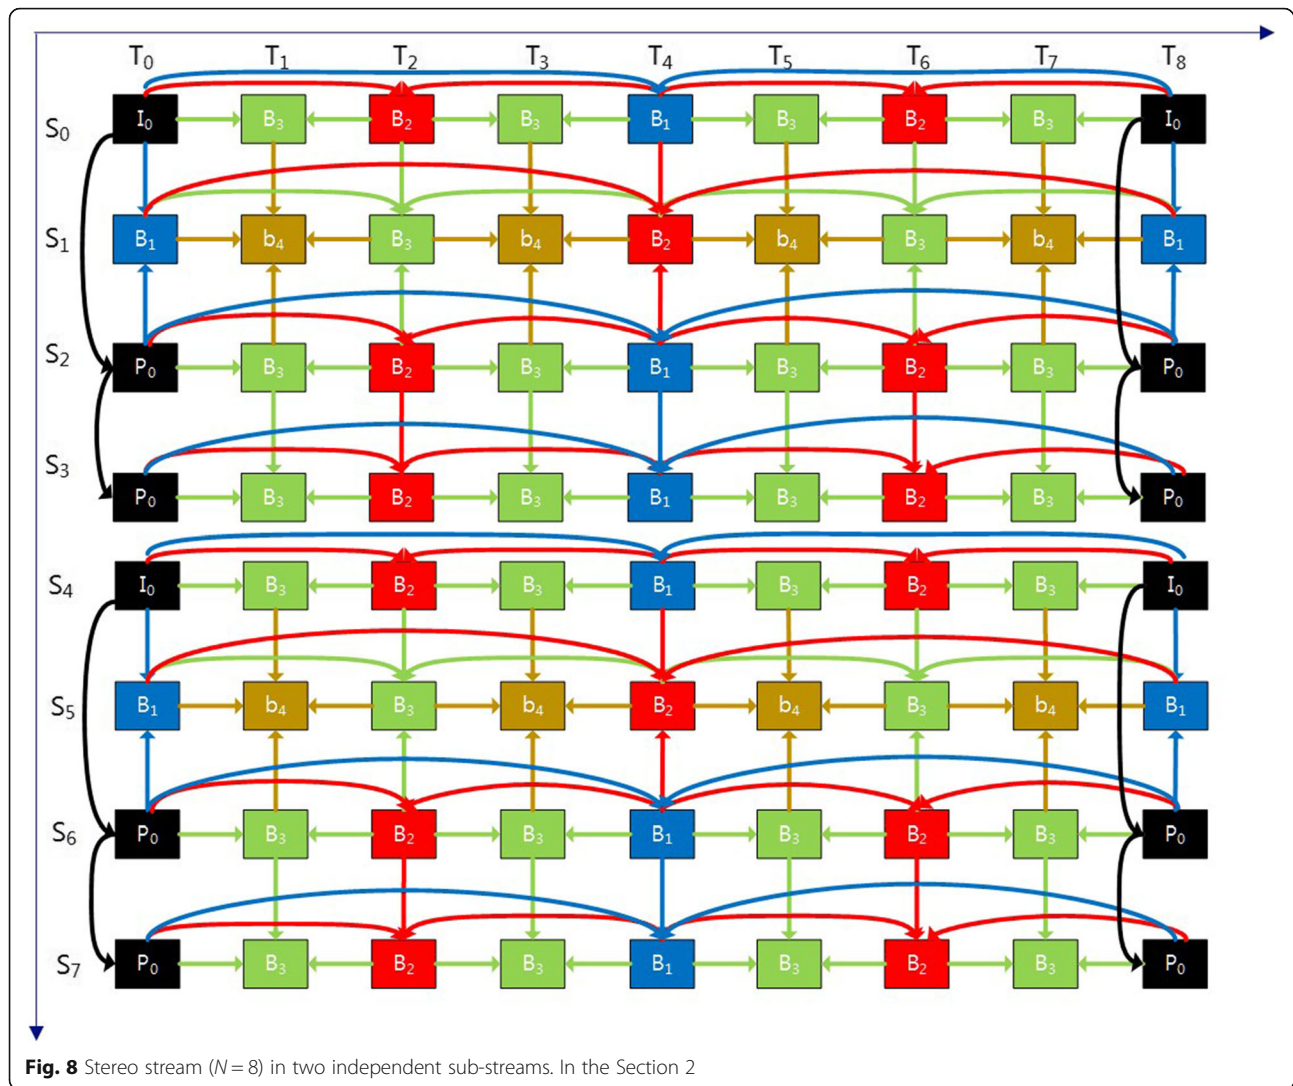 T₀ T₁ T₂ T₃ T₄ T₅ T₆ T₇ T₈
S₀ I₀ B₃ B₂ B₃ B₁ B₃ B₂ B₃ I₀
S₁ B₁ b₄ B₃ b₄ B₂ b₄ B₃ b₄ B₁
S₂ P₀ B₃ B₂ B₃ B₁ B₃ B₂ B₃ P₀
S₃ P₀ B₃ B₂ B₃ B₁ B₃ B₂ B₃ P₀
S₄ I₀ B₃ B₂ B₃ B₁ B₃ B₂ B₃ I₀
S₅ B₁ b₄ B₃ b₄ B₂ b₄ B₃ b₄ B₁
S₆ P₀ B₃ B₂ B₃ B₁ B₃ B₂ B₃ P₀
S₇ P₀ B₃ B₂ B₃ B₁ B₃ B₂ B₃ P₀
Fig. 8 Stereo stream (N = 8) in two independent sub-streams. In the Section 2